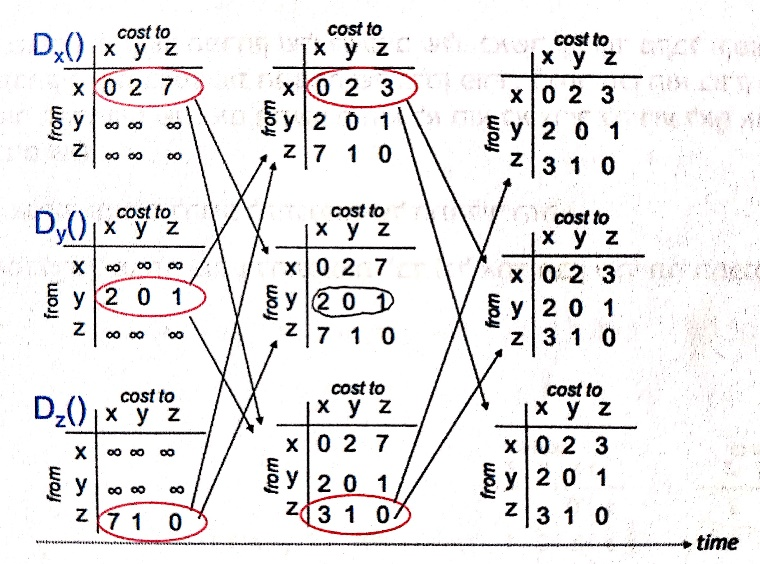 Dx()
cost to
x y z
from
x 0 2 7
y ∞ ∞ ∞
z ∞ ∞ ∞
cost to
x y z
from
x 0 2 3
y 2 0 1
z 7 1 0
cost to
x y z
from
x 0 2 3
y 2 0 1
z 3 1 0
Dy()
cost to
x y z
from
x ∞ ∞ ∞
y 2 0 1
z ∞ ∞ ∞
cost to
x y z
from
x 0 2 7
y 2 0 1
z 7 1 0
cost to
x y z
from
x 0 2 3
y 2 0 1
z 3 1 0
Dz()
cost to
x y z
from
x ∞ ∞ ∞
y ∞ ∞ ∞
z 7 1 0
cost to
x y z
from
x 0 2 7
y 2 0 1
z 3 1 0
cost to
x y z
from
x 0 2 3
y 2 0 1
z 3 1 0
time